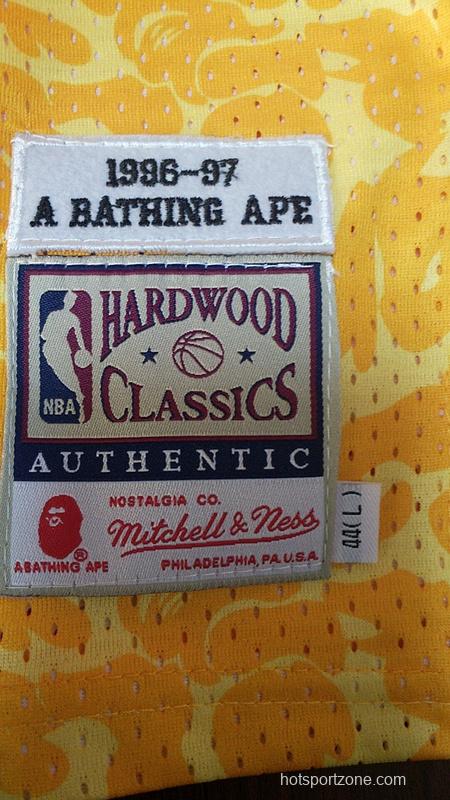 1996-97
A BATHING APE
HARDWOOD
CLASSICS
NBA
AUTHENTIC
NOSTALGIA CO.
Mitchell & Ness
® 
A BATHING APE
PHILADELPHIA, PA. U.S.A.
44(L)
hotsportzone.com